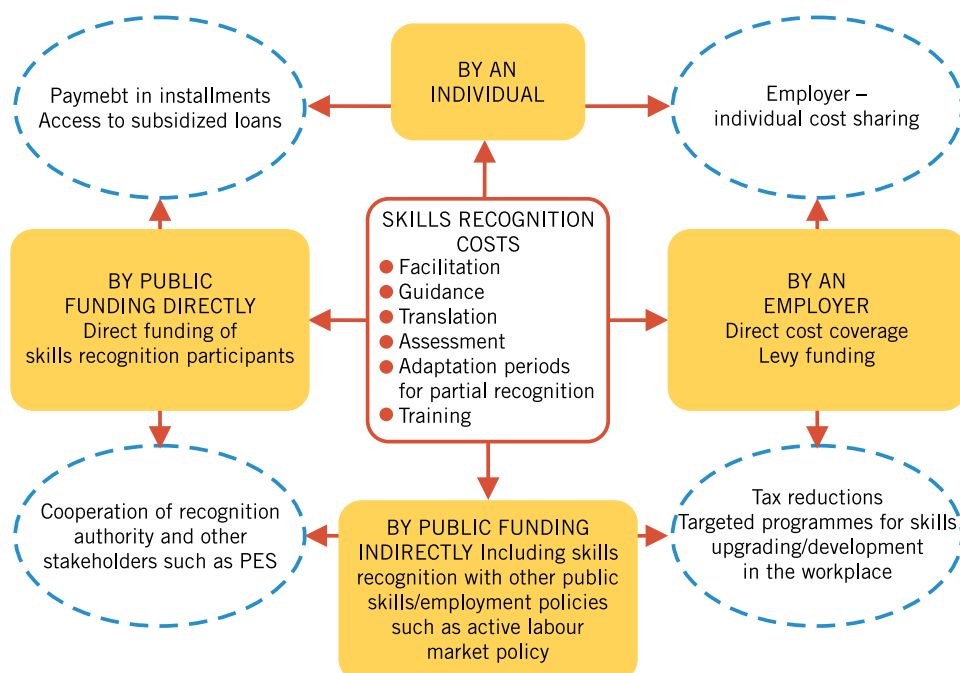 BY AN
INDIVIDUAL
Paymebt in installments
Access to subsidized loans
Employer –
individual cost sharing
SKILLS RECOGNITION
COSTS
Facilitation
Guidance
Translation
Assessment
Adaptation periods
for partial recognition
Training
BY PUBLIC
FUNDING DIRECTLY
Direct funding of
skills recognition participants
BY AN
EMPLOYER
Direct cost coverage
Levy funding
Cooperation of recognition
authority and other
stakeholders such as PES
BY PUBLIC FUNDING
INDIRECTLY Including skills
recognition with other public
skills/employment policies
such as active labour
market policy
Tax reductions
Targeted programmes for skills
upgrading/development
in the workplace